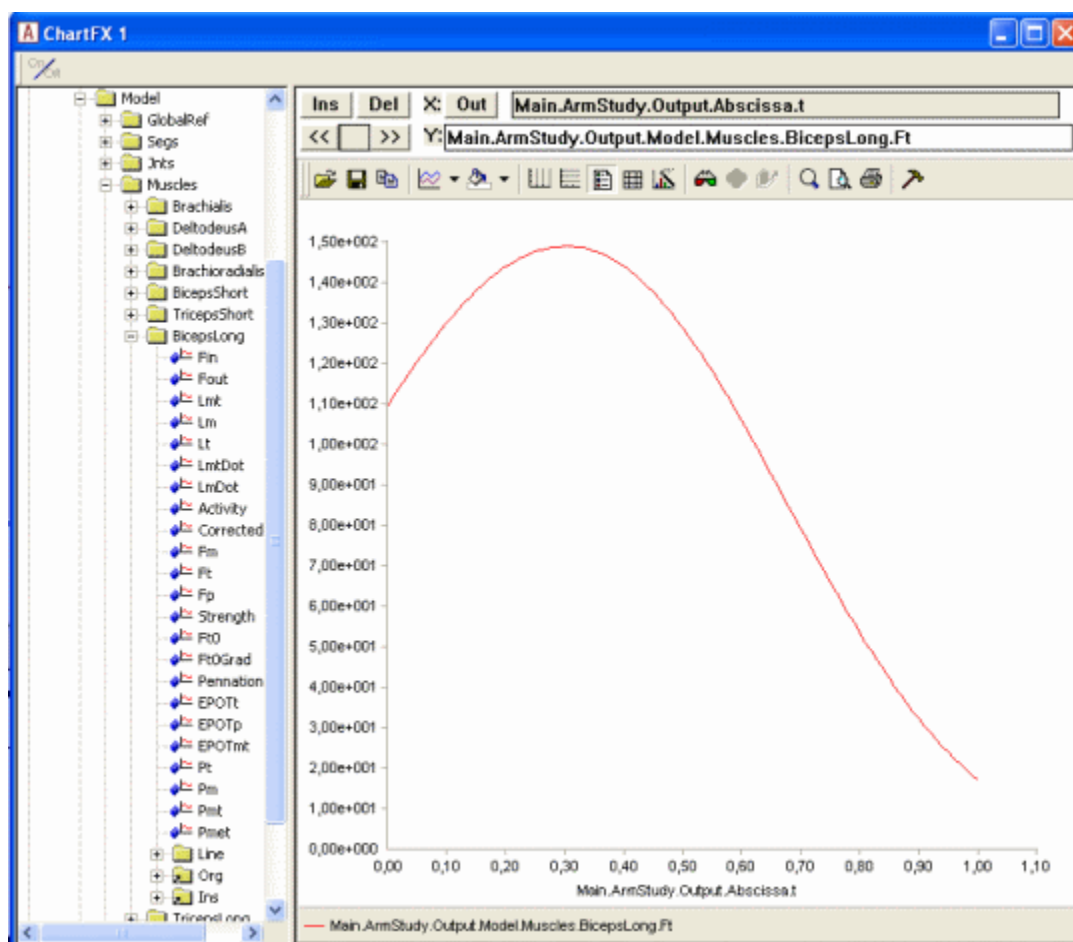 ChartFX 1
On/Off
Model
GlobalRef
Segs
Jnts
Muscles
Brachialis
DeltodeusA
DeltodeusB
Brachioradialis
BicepsShort
TricepsShort
BicepsLong
Fin
Fout
Lmt
Lm
Lt
LmtDot
LmDot
Activity
Corrected
Fm
Ft
Fp
Strength
Ft0
Ft0Grad
Pennation
EPOTt
EPOTp
EPOTmt
Pt
Pm
Pmt
Pmet
Line
Org
Ins
TricepsLong
Ins Del X: Out Main.ArmStudy.Output.Abscissa.t
<< >> Y: Main.ArmStudy.Output.Model.Muscles.BicepsLong.Ft
1,50e+002
1,40e+002
1,30e+002
1,20e+002
1,10e+002
1,00e+002
9,00e+001
8,00e+001
7,00e+001
6,00e+001
5,00e+001
4,00e+001
3,00e+001
2,00e+001
1,00e+001
0,00e+000
0,00 0,10 0,20 0,30 0,40 0,50 0,60 0,70 0,80 0,90 1,00 1,10
Main.ArmStudy.Output.Abscissa.t
Main.ArmStudy.Output.Model.Muscles.BicepsLong.Ft